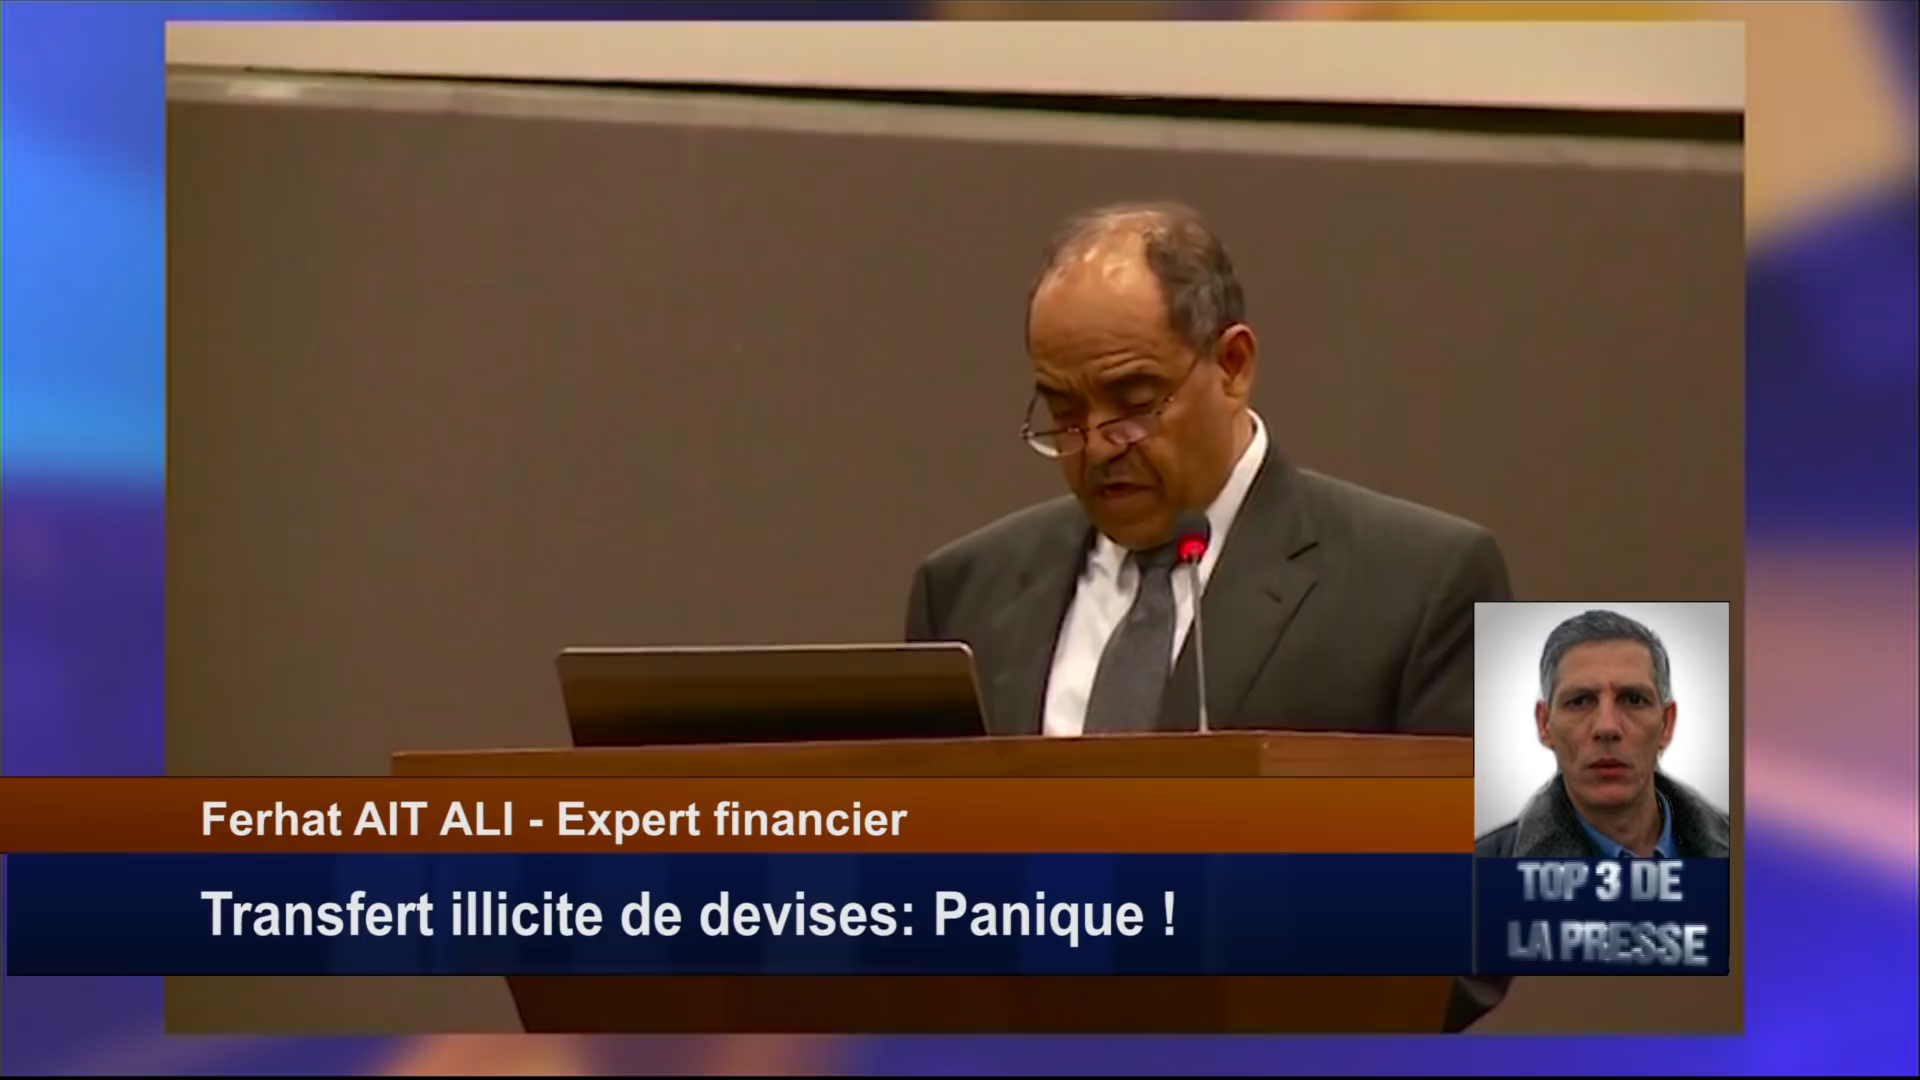 Ferhat AIT ALI - Expert financier
Transfert illicite de devises: Panique !
TOP 3 DE
LA PRESSE